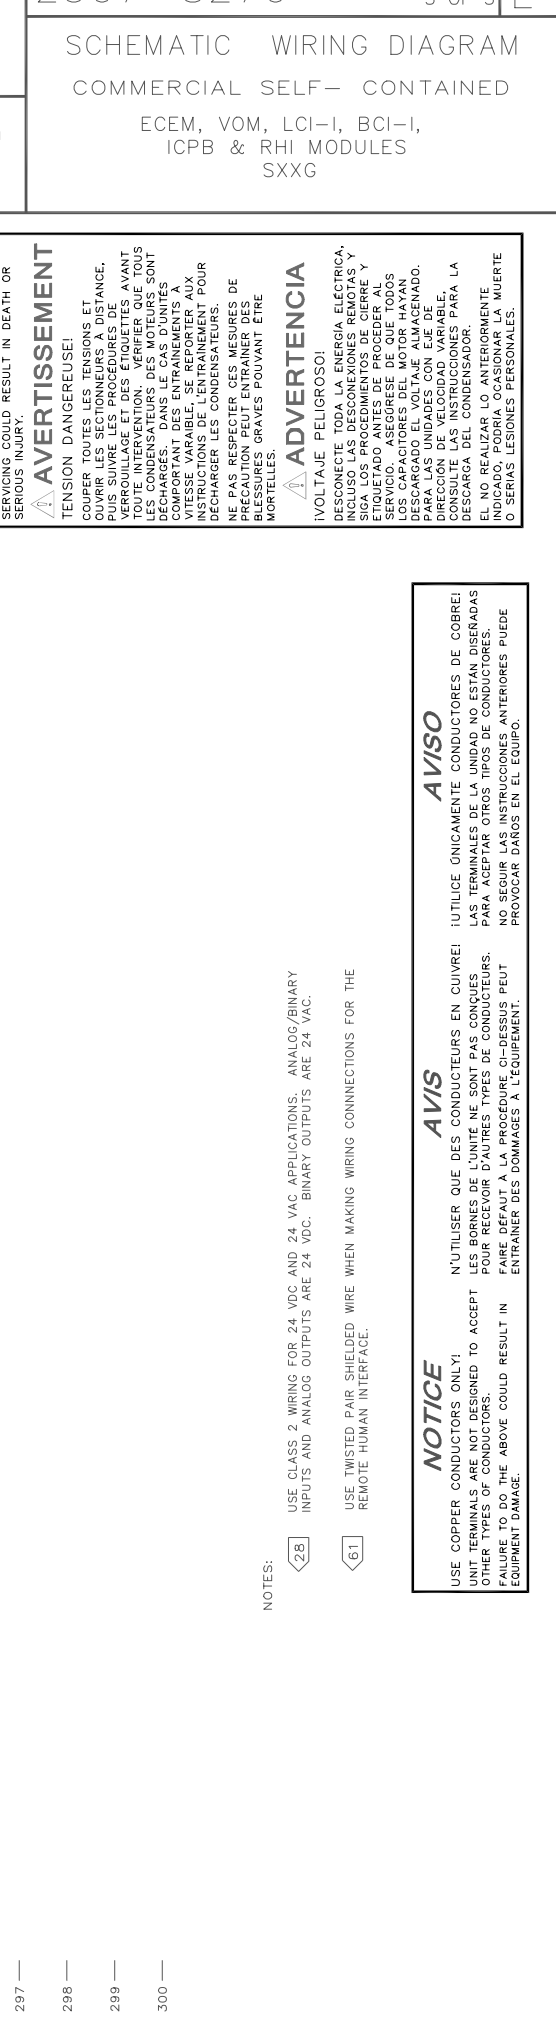 SCHEMATIC WIRING DIAGRAM
COMMERCIAL SELF- CONTAINED
ECEM, VOM, LCI-I, BCI-I,
ICPB & RHI MODULES
SXXG
SERVICING COULD RESULT IN DEATH OR
SERIOUS INJURY.
AVERTISSEMENT
TENSION DANGEREUSE!
COUPER TOUTES LES TENSIONS ET
OUVRIR LES SECTIONNEURS À DISTANCE,
PUIS SUIVRE LES PROCÉDURES DE
VERROUILLAGE ET DES ÉTIQUETTES AVANT
TOUTE INTERVENTION. VÉRIFIER QUE TOUS
LES CONDENSATEURS DES MOTEURS SONT
DÉCHARGÉS. DANS LE CAS D'UNITÉS
COMPORTANT DES ENTRAÎNEMENTS À
VITESSE VARAIBLE, SE REPORTER AUX
INSTRUCTIONS DE L'ENTRAÎNEMENT POUR
DÉCHARGER LES CONDENSATEURS.
NE PAS RESPECTER CES MESURES DE
PRÉCAUTION PEUT ENTRAÎNER DES
BLESSURES GRAVES POUVANT ÊTRE
MORTELLES.
ADVERTENCIA
¡VOLTAJE PELIGROSO!
DESCONECTE TODA LA ENERGÍA ELÉCTRICA,
INCLUSO LAS DESCONEXIONES REMOTAS Y
SIGA LOS PROCEDIMIENTOS DE CIERRE Y
ETIQUETADO ANTES DE PROCEDER AL
SERVICIO. ASEGÚRESE DE QUE TODOS
LOS CAPACITORES DEL MOTOR HAYAN
DESCARGADO EL VOLTAJE ALMACENADO.
PARA LAS UNIDADES CON EJE DE
DIRECCIÓN DE VELOCIDAD VARIABLE,
CONSULTE LAS INSTRUCCIONES PARA LA
DESCARGA DEL CONDENSADOR.
EL NO REALIZAR LO ANTERIORMENTE
INDICADO, PODRÍA OCASIONAR LA MUERTE
O SERIAS LESIONES PERSONALES.
NOTES:
28 USE CLASS 2 WIRING FOR 24 VDC AND 24 VAC APPLICATIONS. ANALOG/BINARY
INPUTS AND ANALOG OUTPUTS ARE 24 VDC. BINARY OUTPUTS ARE 24 VAC.
61 USE TWISTED PAIR SHIELDED WIRE WHEN MAKING WIRING CONNNECTIONS FOR THE
REMOTE HUMAN INTERFACE.
NOTICE
USE COPPER CONDUCTORS ONLY!
UNIT TERMINALS ARE NOT DESIGNED TO ACCEPT
OTHER TYPES OF CONDUCTORS.
FAILURE TO DO THE ABOVE COULD RESULT IN
EQUIPMENT DAMAGE.
AVIS
N'UTILISER QUE DES CONDUCTEURS EN CUIVRE!
LES BORNES DE L'UNITÉ NE SONT PAS CONÇUES
POUR RECEVOIR D'AUTRES TYPES DE CONDUCTEURS.
FAIRE DÉFAUT À LA PROCÉDURE CI-DESSUS PEUT
ENTRAÎNER DES DOMMAGES À L'ÉQUIPEMENT.
AVISO
¡UTILICE ÚNICAMENTE CONDUCTORES DE COBRE!
LAS TERMINALES DE LA UNIDAD NO ESTÁN DISEÑADAS
PARA ACEPTAR OTROS TIPOS DE CONDUCTORES.
NO SEGUIR LAS INSTRUCCIONES ANTERIORES PUEDE
PROVOCAR DAÑOS EN EL EQUIPO.
297
298
299
300